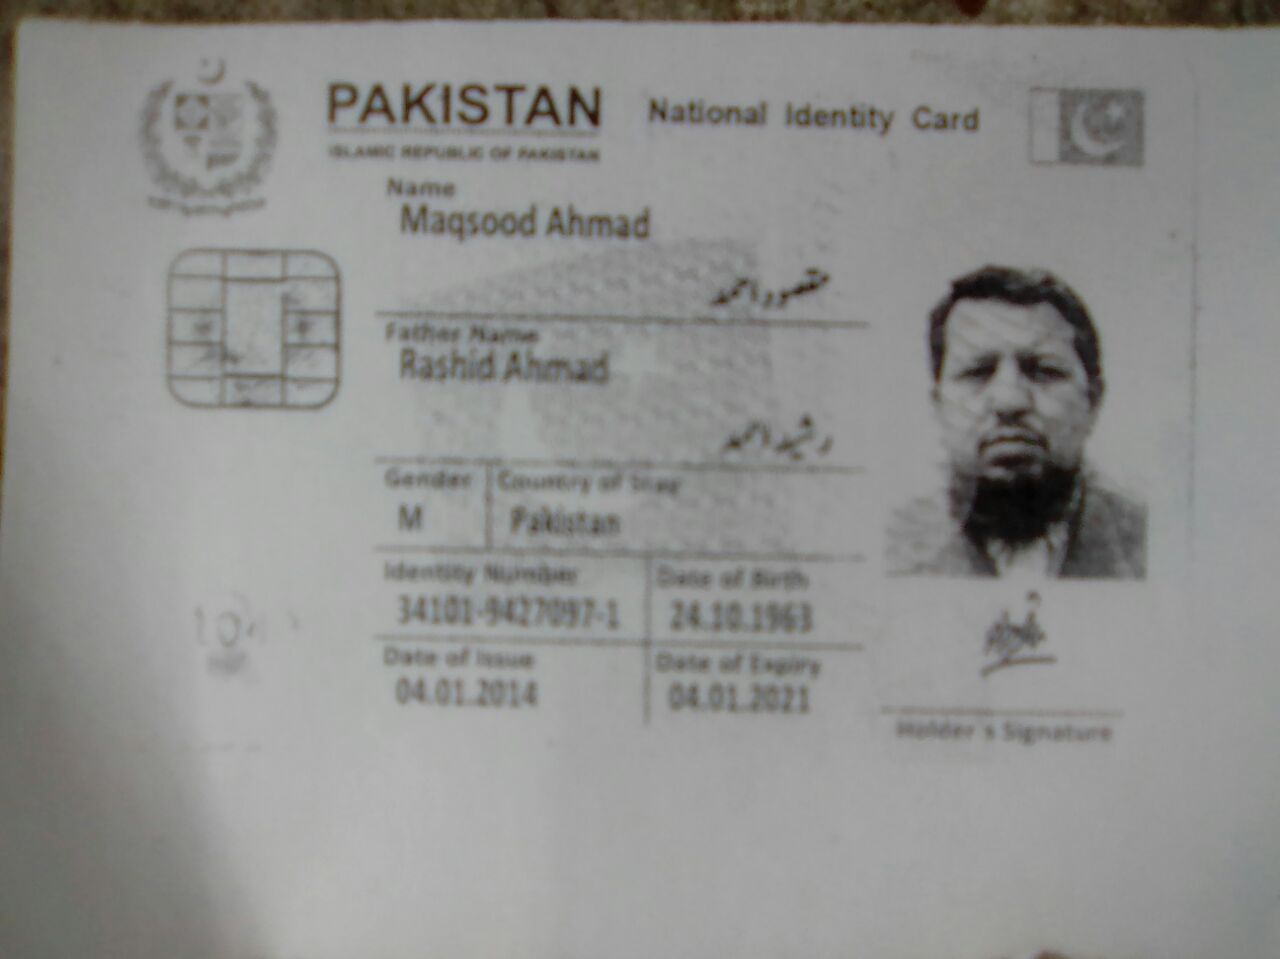 PAKISTAN National Identity Card
ISLAMIC REPUBLIC OF PAKISTAN
Name
Maqsood Ahmad
مقصود احمد
Father Name
Rashid Ahmad
رشید احمد
Gender Country of Stay
M Pakistan
Identity Number Date of Birth
34101-9427097-1 24.10.1963
Date of Issue Date of Expiry
04.01.2014 04.01.2021
Holder's Signature